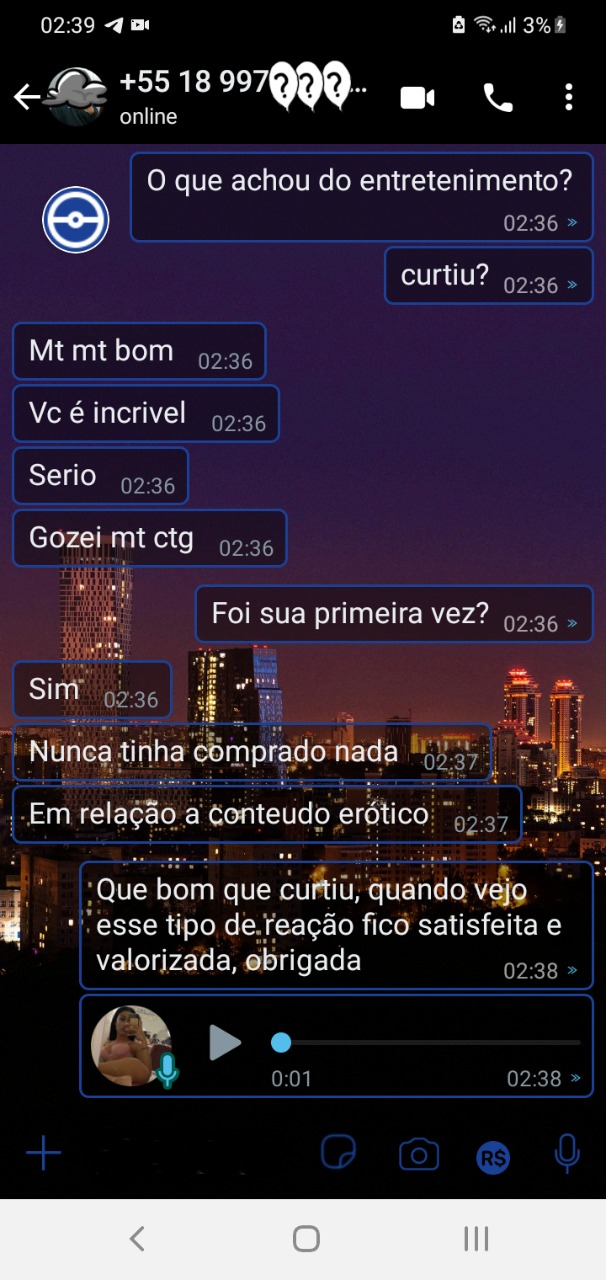 02:39
3%
+55 18 997???...
online
O que achou do entretenimento?
02:36
curtiu? 02:36
Mt mt bom 02:36
Vc é incrivel 02:36
Serio 02:36
Gozei mt ctg 02:36
Foi sua primeira vez? 02:36
Sim 02:36
Nunca tinha comprado nada 02:37
Em relação a conteudo erótico 02:37
Que bom que curtiu, quando vejo
esse tipo de reação fico satisfeita e
valorizada, obrigada 02:38
0:01 02:38
R$